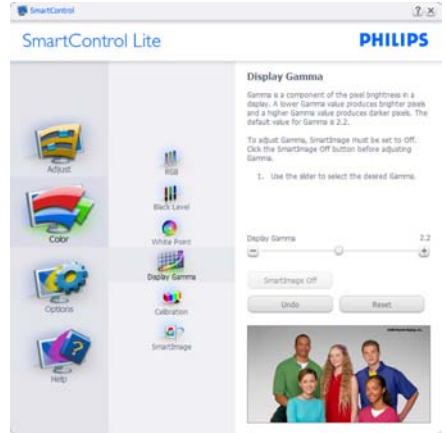 SmartControl
? x
SmartControl Lite
PHILIPS
Adjust
Color
Options
Help
RGB
Black Level
White Point
Display Gamma
Calibration
SmartImage
Display Gamma
Gamma is a component of the pixel brightness in a
display. A lower Gamma value produces brighter pixels
and a higher Gamma value produces darker pixels. The
default value for Gamma is 2.2.
To adjust Gamma, SmartImage must be set to Off.
Click the SmartImage Off button before adjusting
Gamma.
1. Use the slider to select the desired Gamma.
Display Gamma 2.2
SmartImage Off
Undo Reset